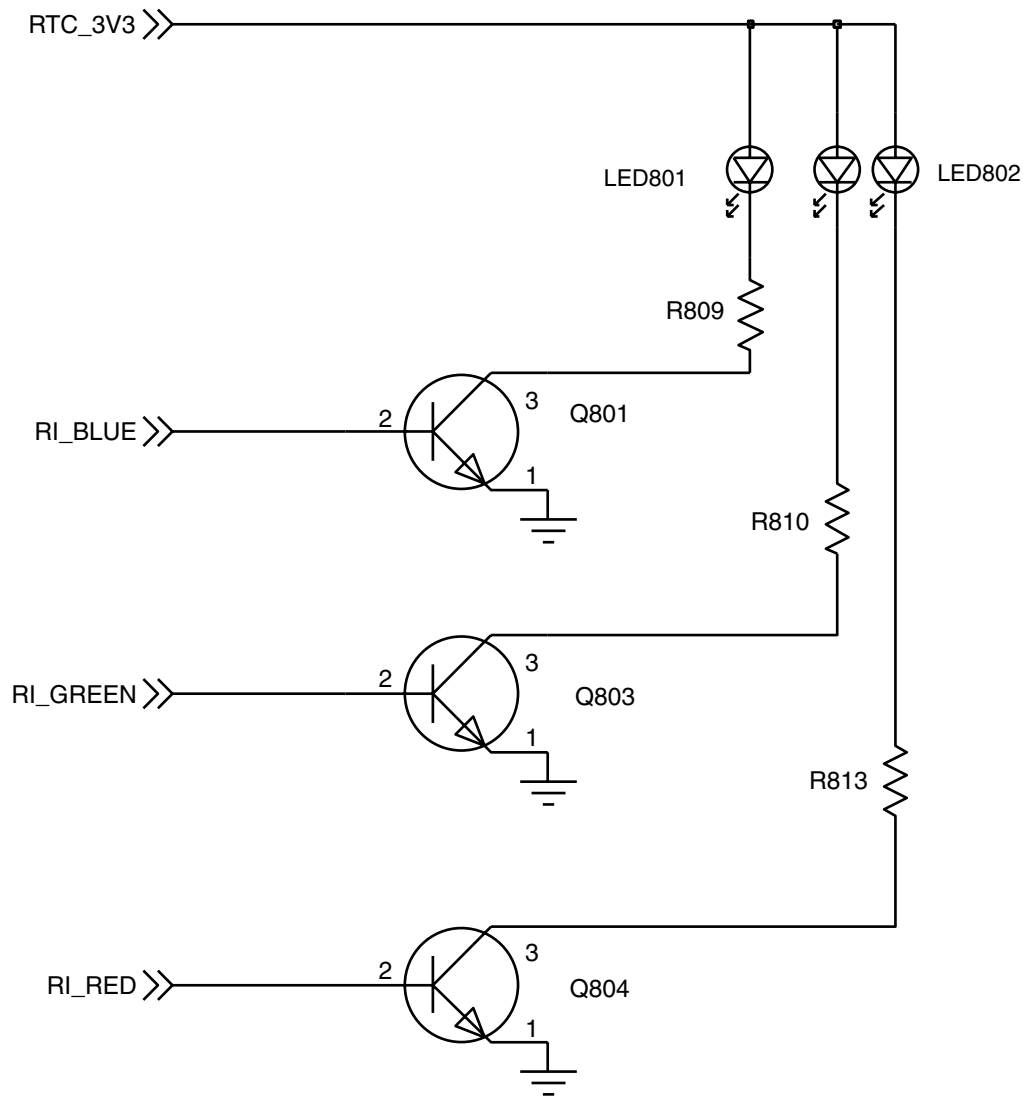 RTC_3V3
LED801
LED802
R809
3
Q801
2
RI_BLUE
1
R810
3
2
RI_GREEN
Q803
1
R813
3
2
RI_RED
Q804
1